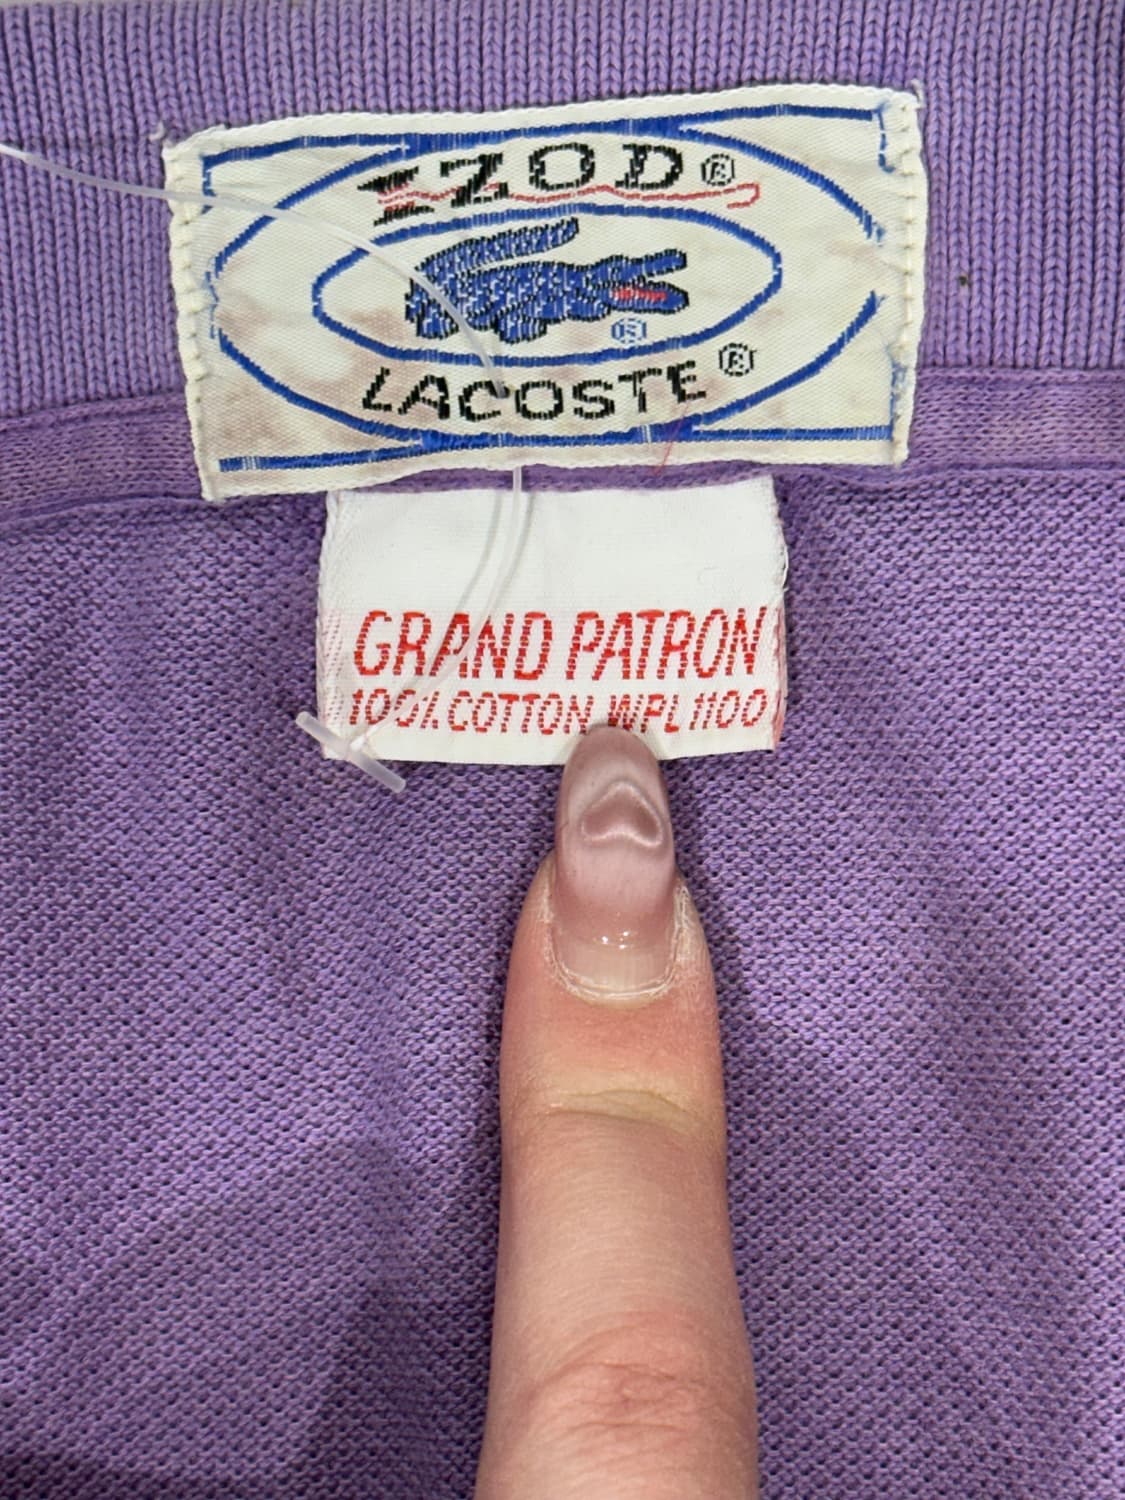 IZOD®
®
LACOSTE®
GRAND PATRON
100% COTTON WPL 1100